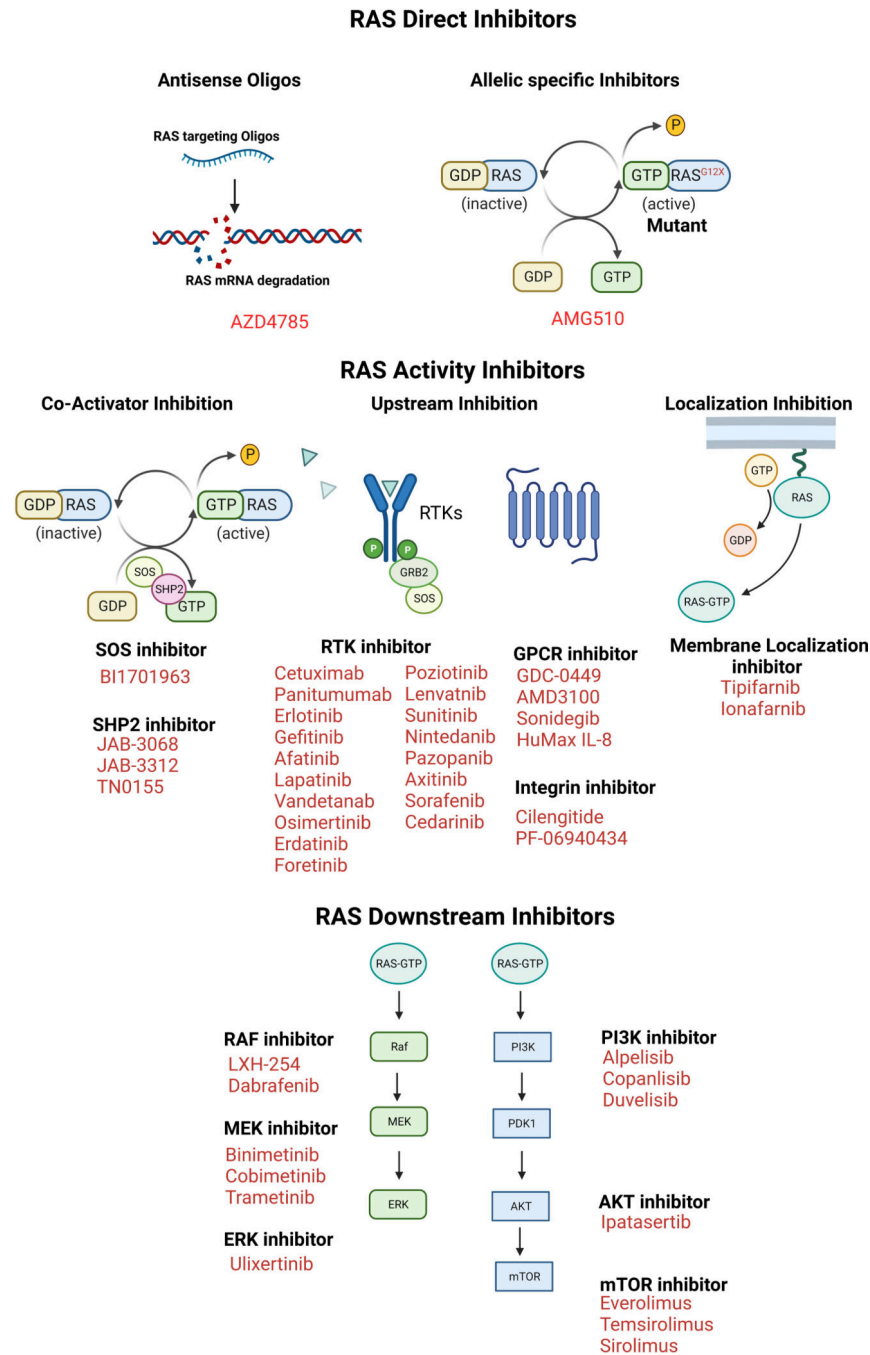 RAS Direct Inhibitors
Antisense Oligos
RAS targeting Oligos
RAS mRNA degradation
AZD4785
Allelic specific Inhibitors
P
GDP RAS
(inactive)
GTP RAS^G12X
(active)
Mutant
GDP
GTP
AMG510
RAS Activity Inhibitors
Co-Activator Inhibition
P
GDP RAS
(inactive)
GTP RAS
(active)
SOS
SHP2
GDP
GTP
SOS inhibitor
BI1701963
SHP2 inhibitor
JAB-3068
JAB-3312
TN0155
Upstream Inhibition
RTKs
P
P
GRB2
SOS
RTK inhibitor
Cetuximab
Panitumumab
Erlotinib
Gefitinib
Afatinib
Lapatinib
Vandetanab
Osimertinib
Erdatinib
Foretinib
Poziotinib
Lenvatnib
Sunitinib
Nintedanib
Pazopanib
Axitinib
Sorafenib
Cedarinib
GPCR inhibitor
GDC-0449
AMD3100
Sonidegib
HuMax IL-8
Integrin inhibitor
Cilengitide
PF-06940434
Localization Inhibition
GTP
RAS
GDP
RAS-GTP
Membrane Localization
inhibitor
Tipifarnib
Ionafarnib
RAS Downstream Inhibitors
RAS-GTP
Raf
MEK
ERK
RAF inhibitor
LXH-254
Dabrafenib
MEK inhibitor
Binimetinib
Cobimetinib
Trametinib
ERK inhibitor
Ulixertinib
RAS-GTP
PI3K
PDK1
AKT
mTOR
PI3K inhibitor
Alpelisib
Copanlisib
Duvelisib
AKT inhibitor
Ipatasertib
mTOR inhibitor
Everolimus
Temsirolimus
Sirolimus